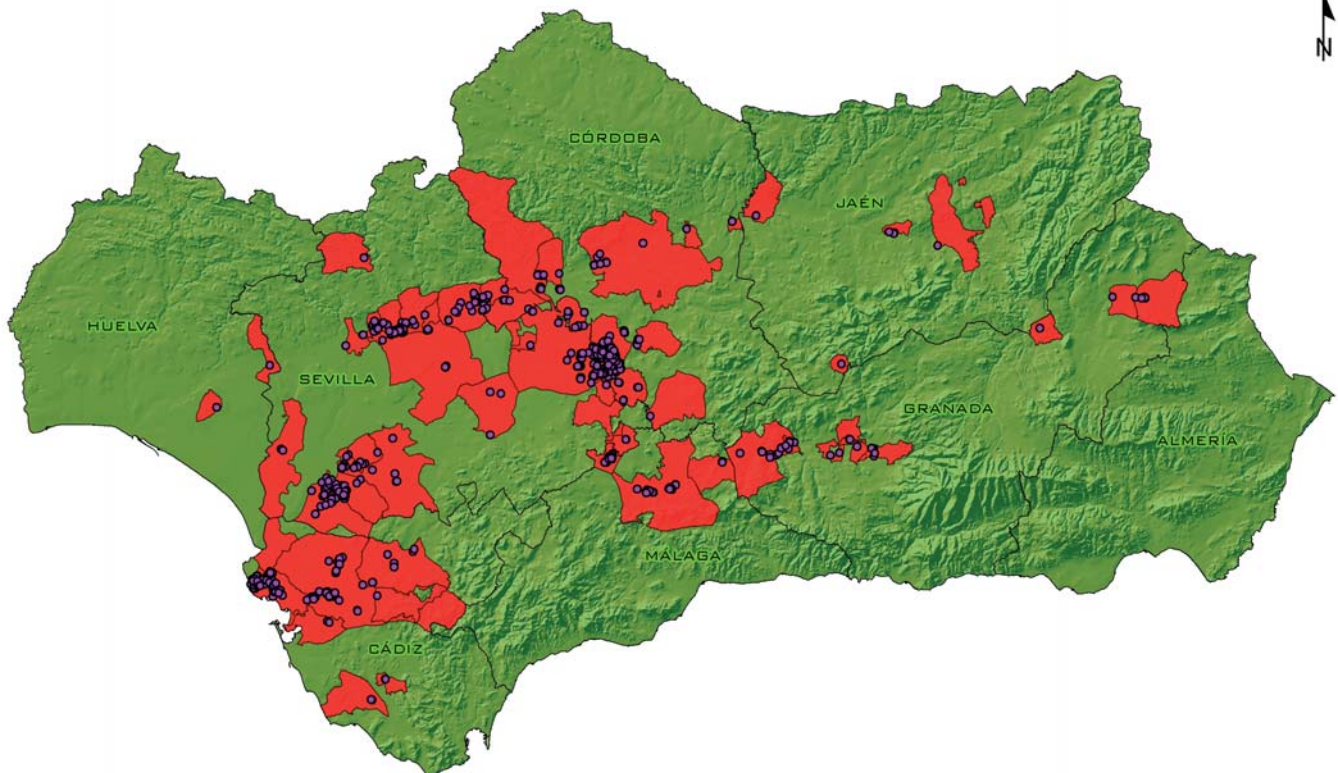 N
CÓRDOBA
JAÉN
HUELVA
SEVILLA
GRANADA
ALMERÍA
MÁLAGA
CÁDIZ